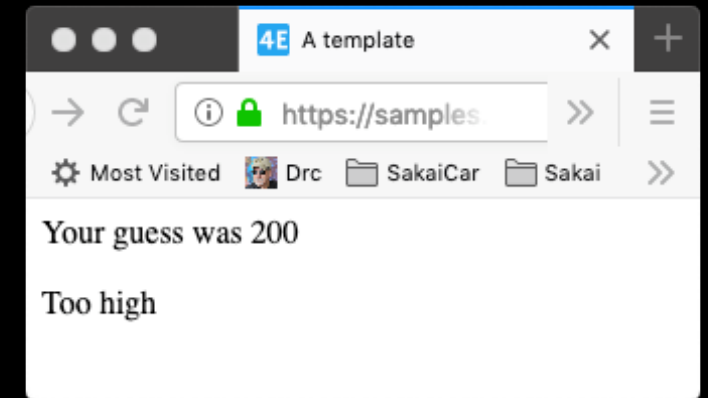 4E A template
https://samples.
Most Visited Drc SakaiCar Sakai
Your guess was 200
Too high